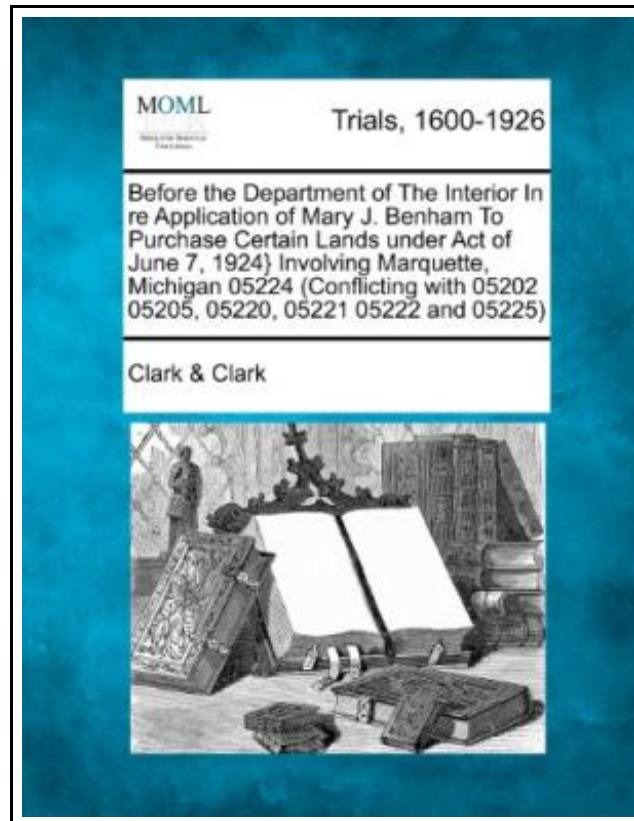 MOML
Trials, 1600-1926
Before the Department of The Interior In
re Application of Mary J. Benham To
Purchase Certain Lands under Act of
June 7, 1924} Involving Marquette,
Michigan 05224 (Conflicting with 05202
05205, 05220, 05221 05222 and 05225)
Clark & Clark